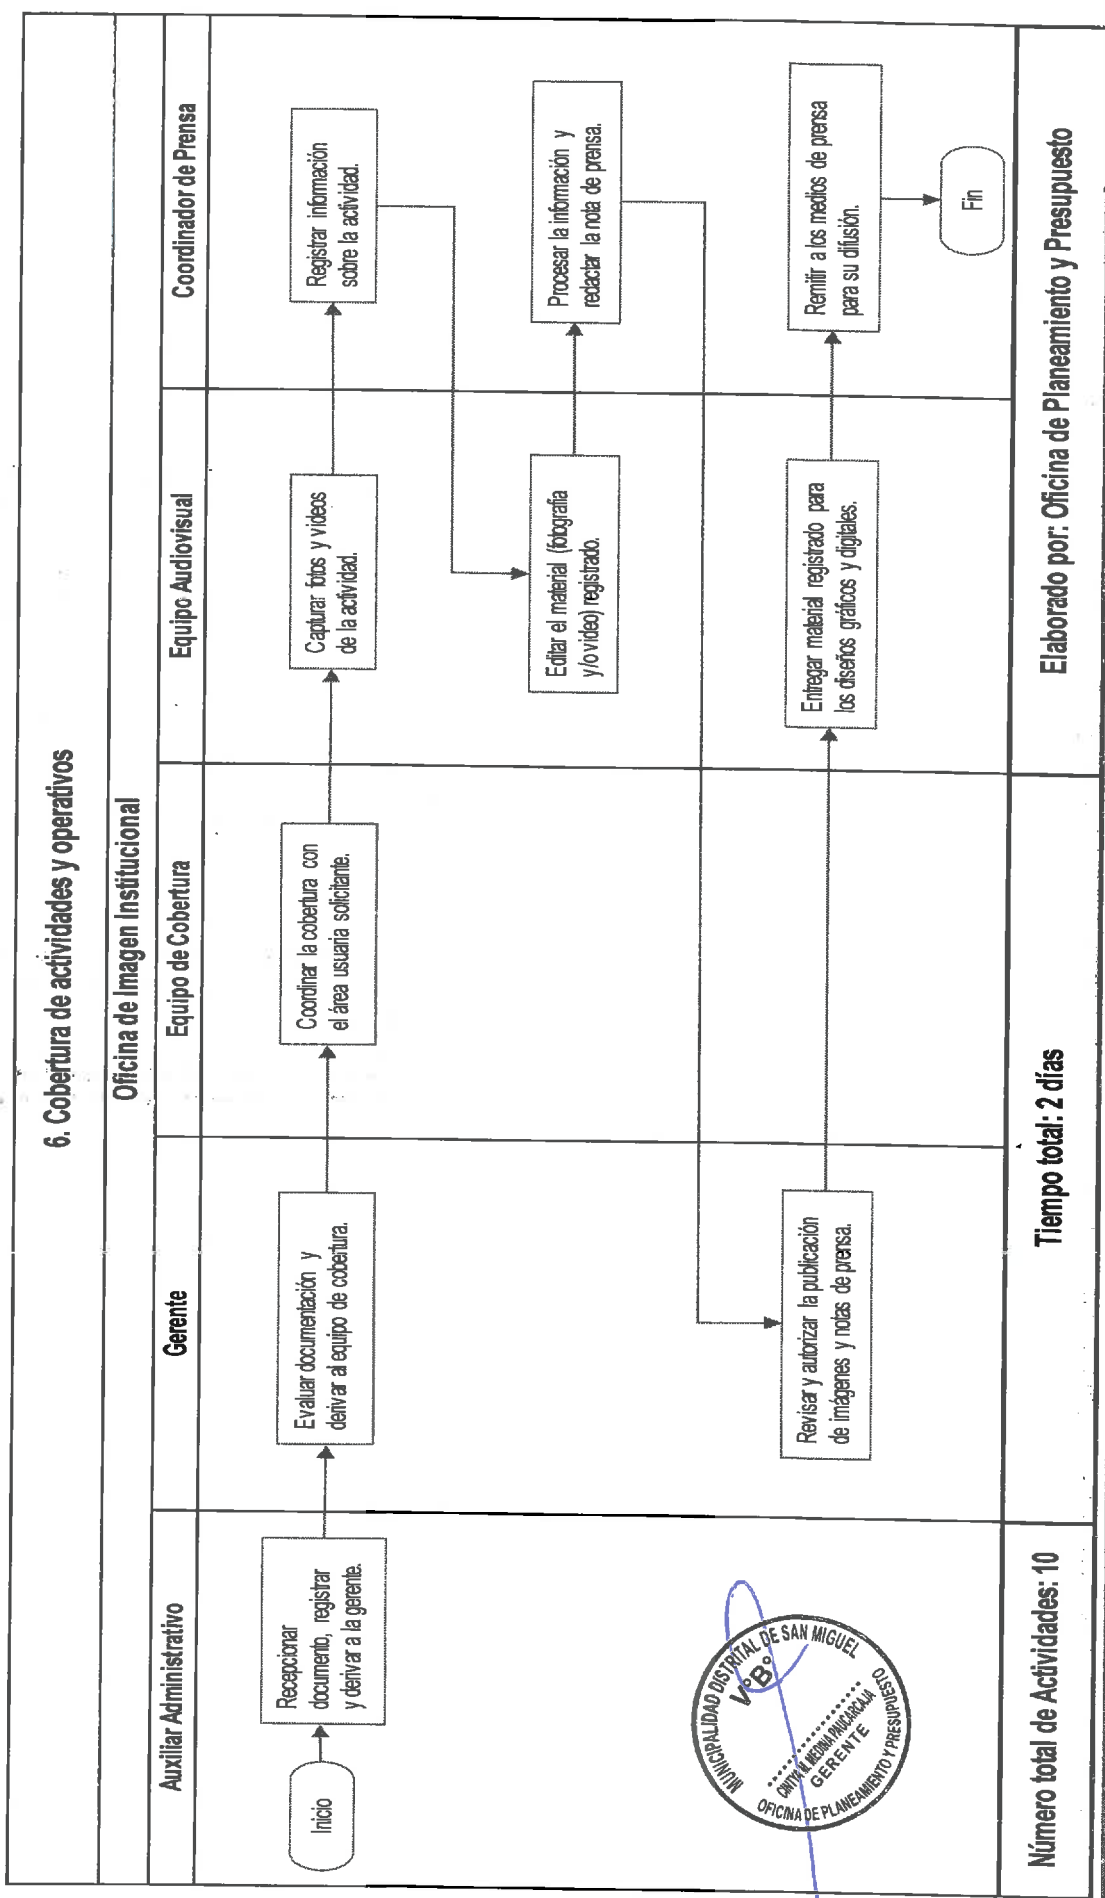 6. Cobertura de actividades y operativos
Oficina de Imagen Institucional
Auxiliar Administrativo
Gerente
Equipo de Cobertura
Equipo Audiovisual
Coordinador de Prensa
Inicio
Recepcionar
documento, registrar
y derivar a la gerente.
Evaluar documentación y
derivar al equipo de cobertura.
Coordinar la cobertura con
el área usuaria solicitante.
Capturar fotos y videos
de la actividad.
Registrar información
sobre la actividad.
Editar el material (fotografía
y/o video) registrado.
Procesar la información y
redactar la nota de prensa.
Revisar y autorizar la publicación
de imágenes y notas de prensa.
Entregar material registrado para
los diseños gráficos y digitales.
Remitir a los medios de prensa
para su difusión.
Fin
MUNICIPALIDAD DISTRITAL DE SAN MIGUEL
V°B°
MEDINA PAUCARCAJA
GERENTE
OFICINA DE PLANEAMIENTO Y PRESUPUESTO
Número total de Actividades: 10
Tiempo total: 2 días
Elaborado por: Oficina de Planeamiento y Presupuesto